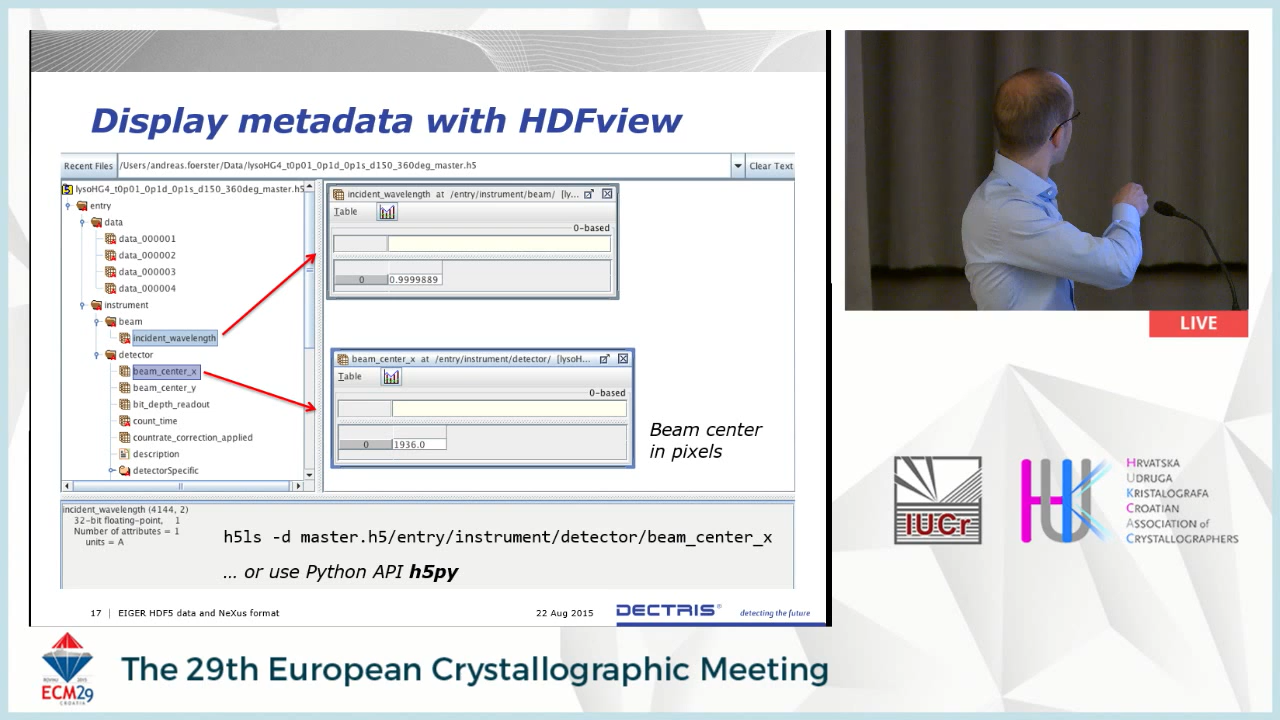 Display metadata with HDFview
Recent Files /Users/andreas.foerster/Data/lysoHG4_t0p01_0p1d_0p1s_d150_360deg_master.h5 Clear Text
lysoHG4_t0p01_0p1d_0p1s_d150_360deg_master.h5
entry
data
data_000001
data_000002
data_000003
data_000004
instrument
beam
incident_wavelength
detector
beam_center_x
beam_center_y
bit_depth_readout
count_time
countrate_correction_applied
description
detectorSpecific
incident_wavelength at /entry/instrument/beam/ [ly...
Table
0-based
0 0.9999889
beam_center_x at /entry/instrument/detector/ [lysoH...
Table
0-based
0 1936.0
Beam center
in pixels
incident_wavelength (4144, 2)
32-bit floating-point, 1
Number of attributes = 1
units = A
h5ls -d master.h5/entry/instrument/detector/beam_center_x
... or use Python API h5py
17 | EIGER HDF5 data and NeXus format 22 Aug 2015 DECTRIS® detecting the future
LIVE
IUCr
HUK
HRVATSKA
UDRUGA
KRISTALOGRAFA
CROATIAN
ASSOCIATION of
CRYSTALLOGRAPHERS
ECM29
CROATIA
The 29th European Crystallographic Meeting